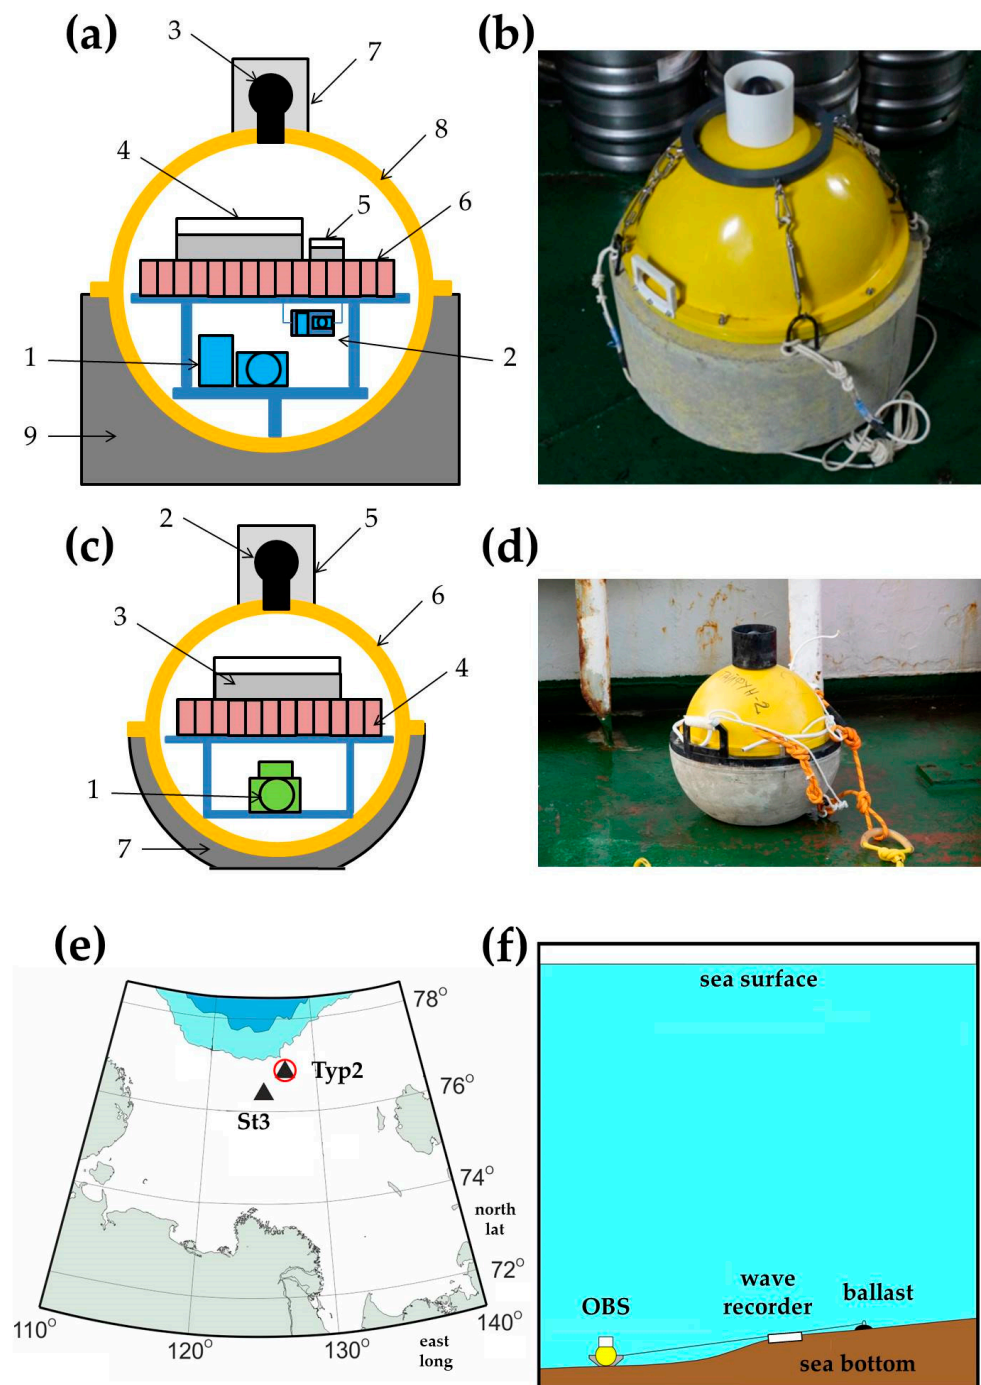 (a)
3
7
(b)
4
8
5
6
1
2
9
(c)
2
5
(d)
3
6
4
1
7
(e)
(f)
78°
Typ2
76°
St3
74°
north
lat
72°
110°
120°
130°
140°
east
long
sea surface
wave
recorder
ballast
OBS
sea bottom